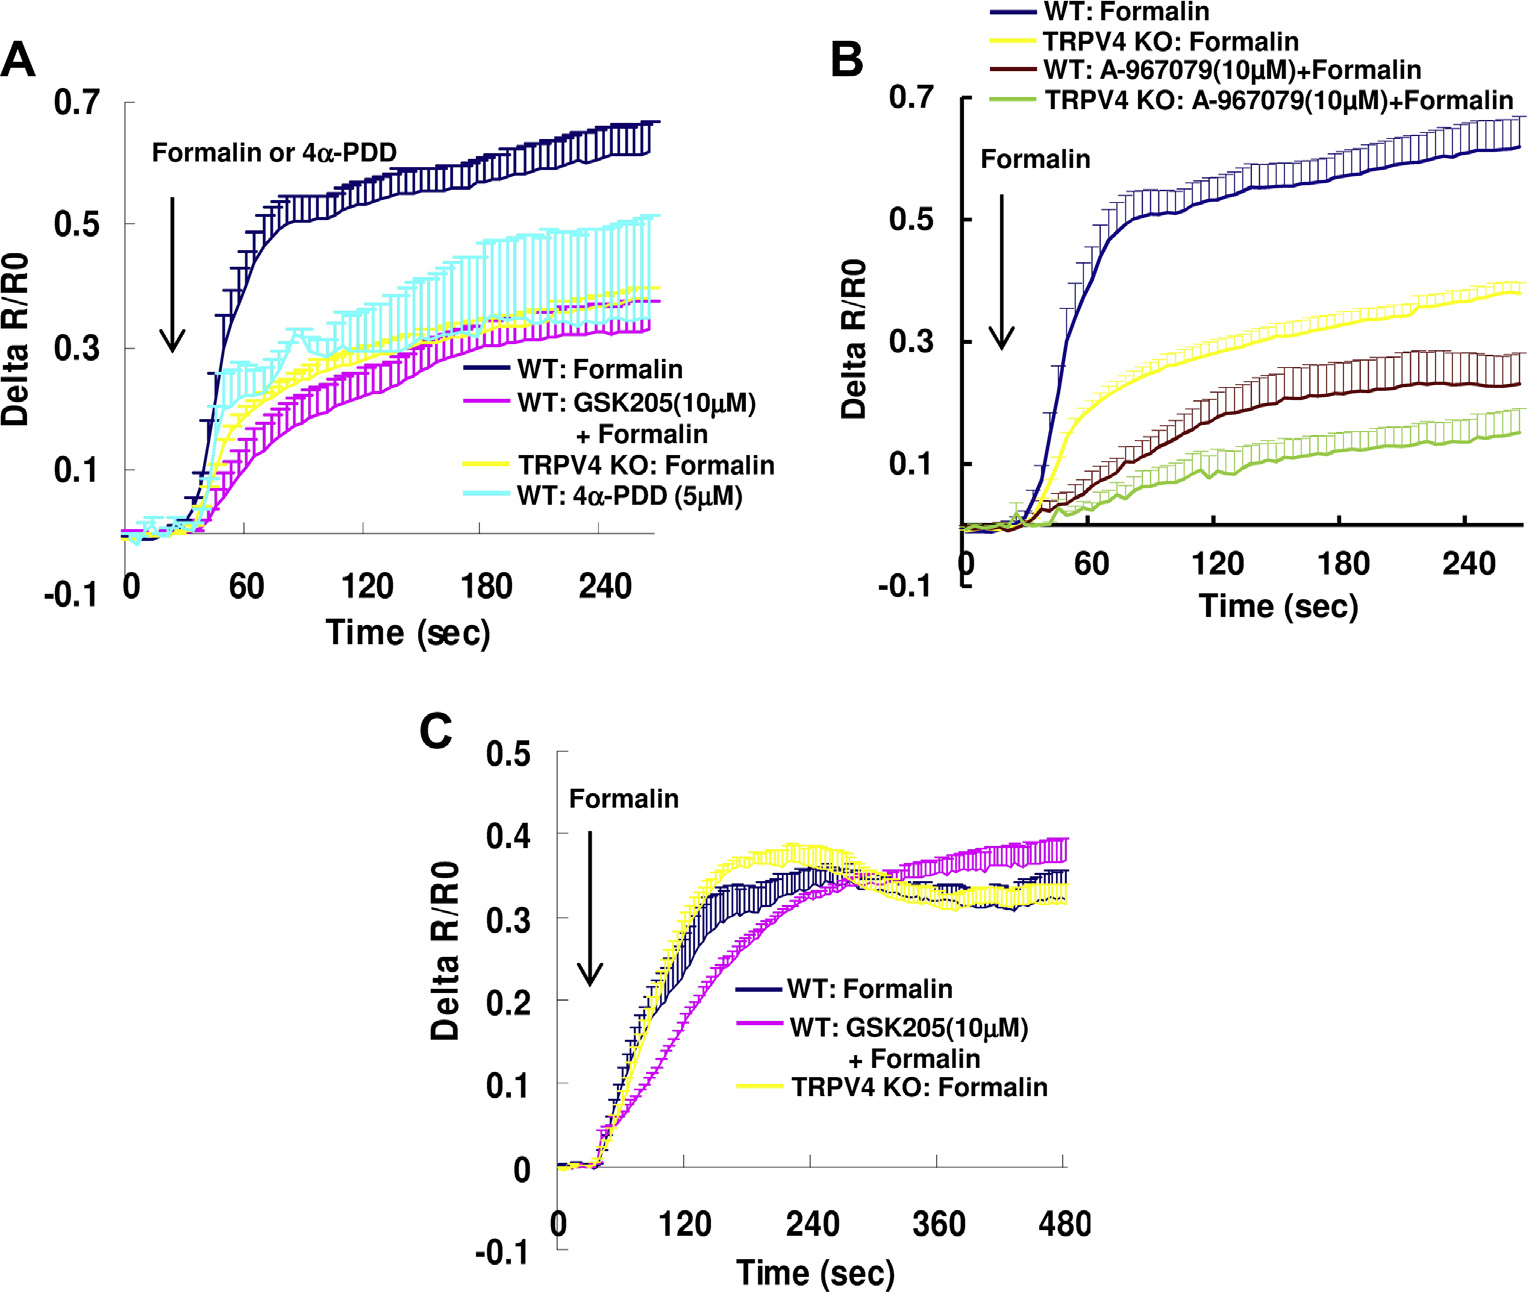 A
0.7
0.5
0.3
0.1
-0.1
Delta R/R0
Formalin or 4α-PDD
WT: Formalin
WT: GSK205(10μM)
+ Formalin
TRPV4 KO: Formalin
WT: 4α-PDD (5μM)
0 60 120 180 240
Time (sec)
B
WT: Formalin
TRPV4 KO: Formalin
WT: A-967079(10μM)+Formalin
TRPV4 KO: A-967079(10μM)+Formalin
0.7
0.5
0.3
0.1
-0.1
Delta R/R0
Formalin
0 60 120 180 240
Time (sec)
C
0.5
0.4
0.3
0.2
0.1
0
-0.1
Delta R/R0
Formalin
WT: Formalin
WT: GSK205(10μM)
+ Formalin
TRPV4 KO: Formalin
0 120 240 360 480
Time (sec)